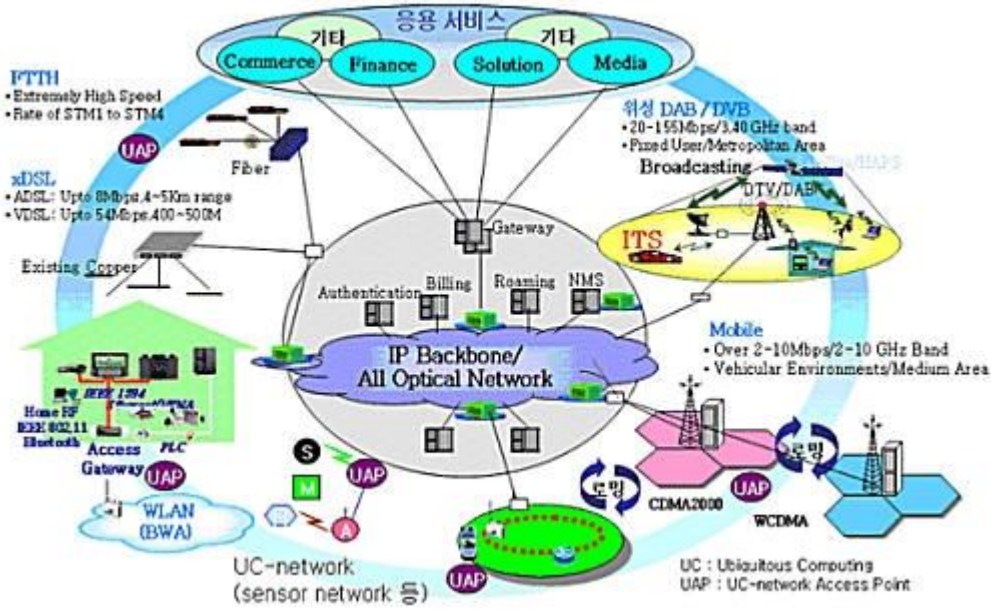 응용 서비스
기타
기타
Commerce
Finance
Solution
Media
FTTH
• Extremely High Speed
• Rate of STM1 to STM4
UAP
Fiber
xDSL
• ADSL: Upto 8Mbps,4~5Km range
• VDSL: Upto 54Mbps,400~500M
Existing Copper
위성 DAB / DVB
• 20-155Mbps/3,40 GHz band
• Fixed User/Metropolitan Area
Broadcasting
DTV/DAB
ITS
Gateway
Authentication
Billing
Roaming
NMS
IP Backbone/
All Optical Network
Mobile
• Over 2-10Mbps/2-10 GHz Band
• Vehicular Environments/Medium Area
IEEE 1394
Home RF
IEEE 802.11
Bluetooth
PLC
Access
Gateway
UAP
WLAN
(BWA)
S
UAP
M
A
UC-network
(sensor network 등)
UAP
로밍
CDMA2000
UAP
로밍
WCDMA
UC : Ubiquitous Computing
UAP : UC-network Access Point